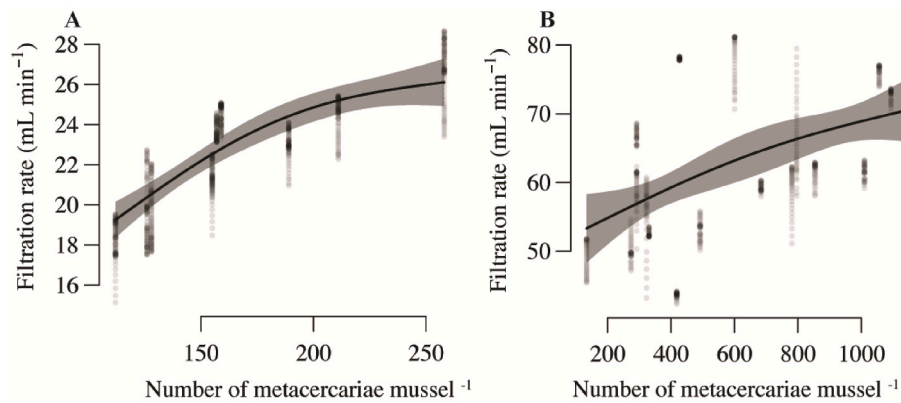 A
Filtration rate (mL min⁻¹)
28
26
24
22
20
18
16
150 200 250
Number of metacercariae mussel ⁻¹
B
Filtration rate (mL min⁻¹)
80
70
60
50
200 400 600 800 1000
Number of metacercariae mussel ⁻¹